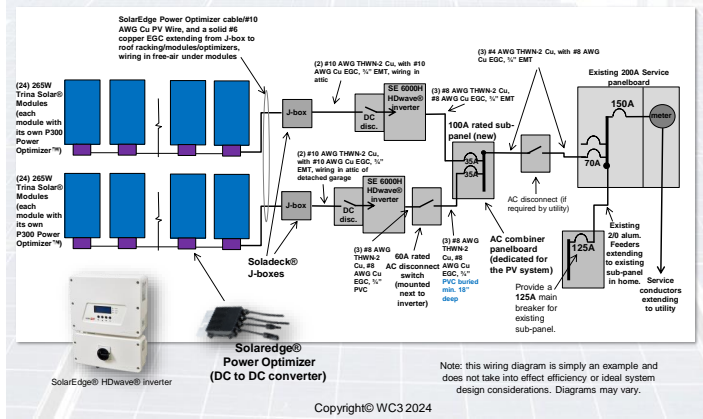 SolarEdge Power Optimizer cable/#10
AWG Cu PV Wire, and a solid #6
copper EGC extending from J-box to
roof racking/modules/optimizers,
wiring in free-air under modules
(24) 265W
Trina Solar®
Modules
(each
module with
its own P300
Power
Optimizer™)
(2) #10 AWG THWN-2 Cu, with #10
AWG Cu EGC, ¾” EMT, wiring in
attic
J-box
DC
disc.
SE 6000H
HDwave®
inverter
(3) #8 AWG THWN-2 Cu,
#8 AWG Cu EGC, ¾” EMT
(3) #4 AWG THWN-2 Cu, with #8 AWG
Cu EGC, ¾” EMT
100A rated sub-
panel (new)
35A
35A
AC disconnect (if
required by utility)
Existing 200A Service
panelboard
150A
meter
70A
(24) 265W
Trina Solar®
Modules
(each
module with
its own
P300 Power
Optimizer™)
(2) #10 AWG THWN-2 Cu,
with #10 AWG Cu EGC, ¾”
EMT, wiring in attic of
detached garage
J-box
DC
disc.
SE 6000H
HDwave®
inverter
Soladeck®
J-boxes
(3) #8 AWG
THWN-2
Cu, #8
AWG Cu
EGC, ¾”
PVC
60A rated
AC disconnect
switch
(mounted
next to
inverter)
(3) #8 AWG
THWN-2
Cu, #8
AWG Cu
EGC, ¾”
PVC buried
min. 18”
deep
AC combiner
panelboard
(dedicated for
the PV system)
125A
Provide a
125A main
breaker for
existing
sub-panel.
Existing
2/0 alum.
Feeders
extending
to existing
sub-panel
in home.
Service
conductors
extending
to utility
SolarEdge® HDwave® inverter
Solaredge®
Power Optimizer
(DC to DC converter)
Note: this wiring diagram is simply an example and
does not take into effect efficiency or ideal system
design considerations. Diagrams may vary.
Copyright© WC3 2024